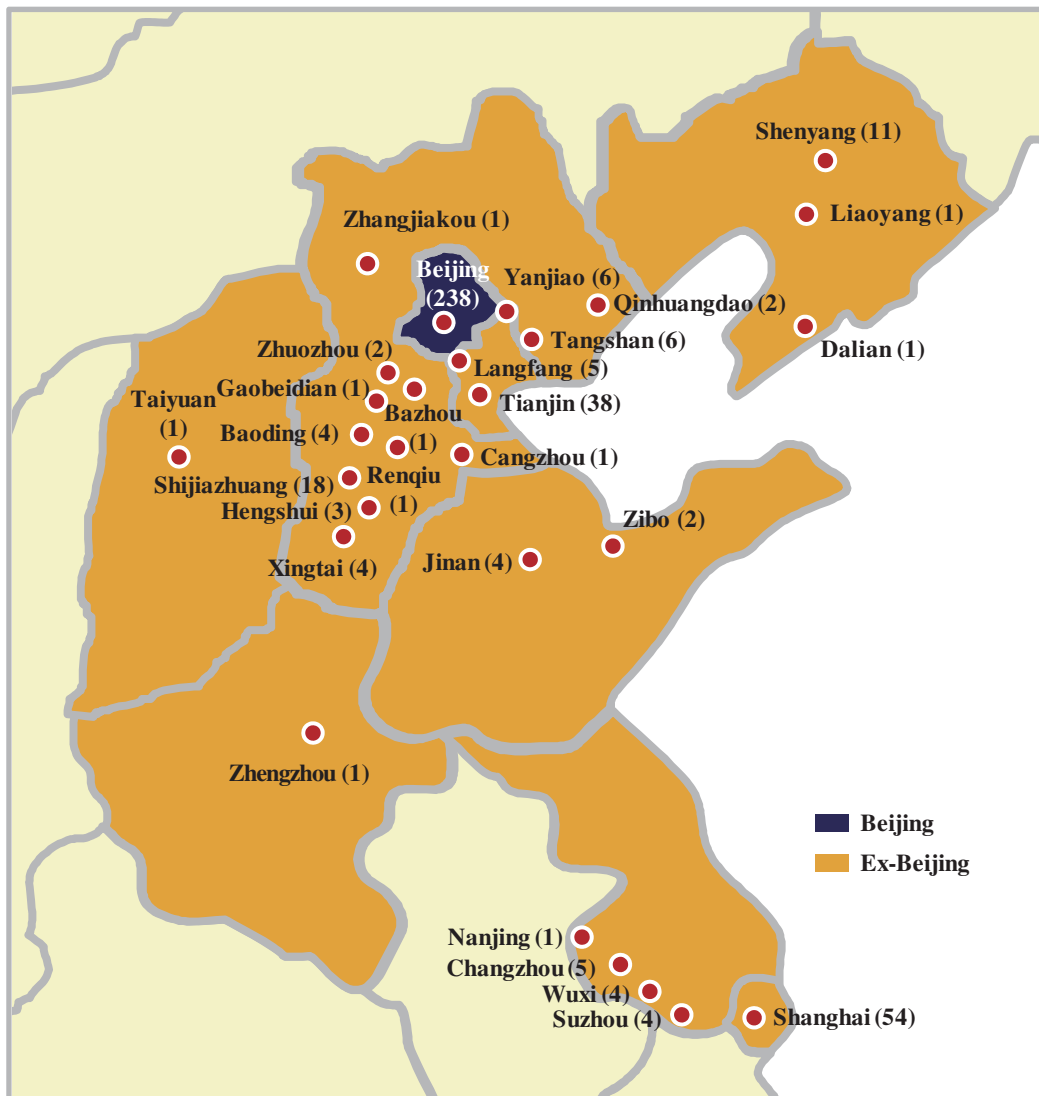 Shenyang (11)
Liaoyang (1)
Zhangjiakou (1)
Beijing
(238)
Yanjiao (6)
Qinhuangdao (2)
Tangshan (6)
Dalian (1)
Zhuozhou (2)
Langfang (5)
Gaobeidian (1)
Tianjin (38)
Taiyuan
(1)
Bazhou
(1)
Baoding (4)
Cangzhou (1)
Shijiazhuang (18)
Renqiu
(1)
Hengshui (3)
Zibo (2)
Xingtai (4)
Jinan (4)
Zhengzhou (1)
Beijing
Ex-Beijing
Nanjing (1)
Changzhou (5)
Wuxi (4)
Suzhou (4)
Shanghai (54)